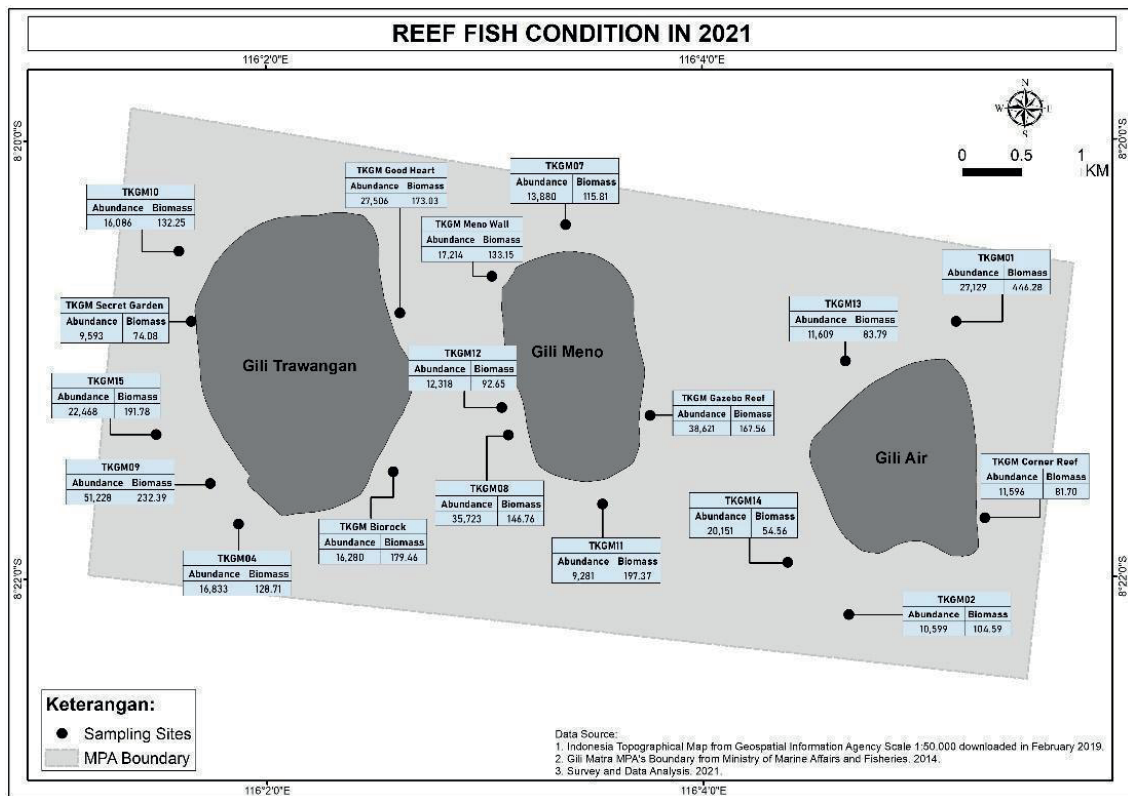 REEF FISH CONDITION IN 2021
116°2'0"E 116°4'0"E
8°20'0"S 8°20'0"S
N
W E
S
0 0.5 1
KM
TKGM07
Abundance Biomass
13,880 115.81
TKGM Good Heart
Abundance Biomass
27,506 173.03
TKGM10
Abundance Biomass
16,086 132.25
TKGM Meno Wall
Abundance Biomass
17,214 133.15
TKGM01
Abundance Biomass
27,129 446.28
TKGM Secret Garden
Abundance Biomass
9,593 74.08
TKGM13
Abundance Biomass
11,609 83.79
Gili Trawangan
Gili Meno
Gili Air
TKGM12
Abundance Biomass
12,318 92.65
TKGM15
Abundance Biomass
22,468 191.78
TKGM Gazebo Reef
Abundance Biomass
38,621 167.56
TKGM09
Abundance Biomass
51,228 232.39
TKGM Corner Reef
Abundance Biomass
11,596 81.70
TKGM08
Abundance Biomass
35,723 146.76
TKGM14
Abundance Biomass
20,151 54.56
TKGM Biorock
Abundance Biomass
16,280 179.46
TKGM11
Abundance Biomass
9,281 197.37
TKGM04
Abundance Biomass
16,833 128.71
TKGM02
Abundance Biomass
10,599 104.59
8°22'0"S 8°22'0"S
Keterangan:
Sampling Sites
MPA Boundary
Data Source:
1. Indonesia Topographical Map from Geospatial Information Agency Scale 1:50.000 downloaded in February 2019.
2. Gili Matra MPA's Boundary from Ministry of Marine Affairs and Fisheries. 2014.
3. Survey and Data Analysis. 2021.
116°2'0"E 116°4'0"E